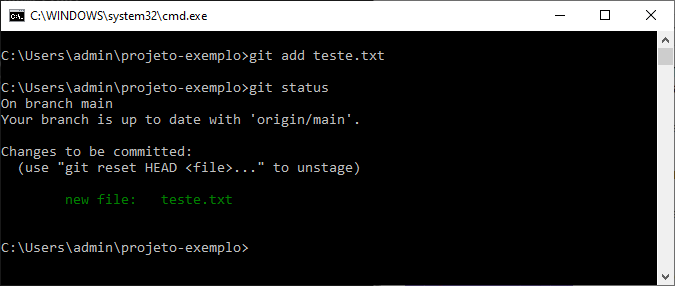 C:\WINDOWS\system32\cmd.exe
C:\Users\admin\projeto-exemplo>git add teste.txt
C:\Users\admin\projeto-exemplo>git status
On branch main
Your branch is up to date with 'origin/main'.
Changes to be committed:
  (use "git reset HEAD <file>..." to unstage)
        new file:   teste.txt
C:\Users\admin\projeto-exemplo>